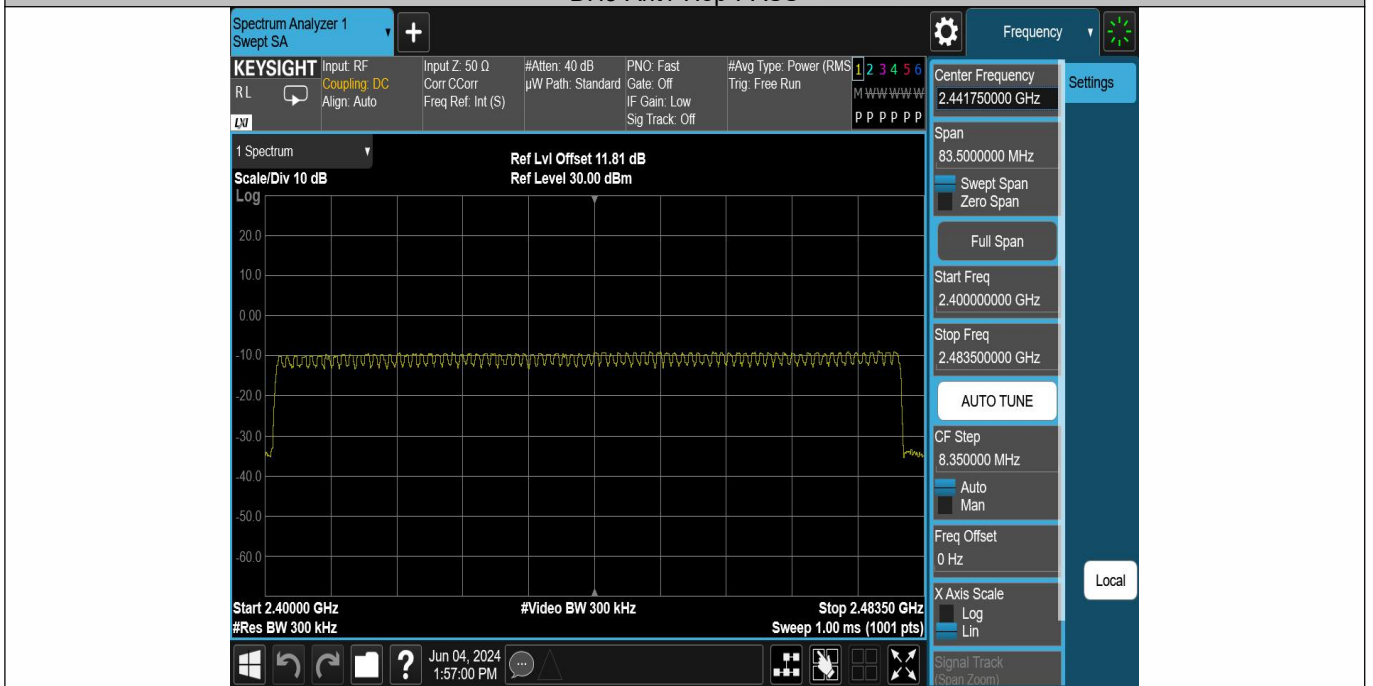 Spectrum Analyzer 1
Swept SA
Frequency
KEYSIGHT
RL
LXI
Input: RF
Coupling: DC
Align: Auto
Input Z: 50 Ω
Corr CCorr
Freq Ref: Int (S)
#Atten: 40 dB
µW Path: Standard
PNO: Fast
Gate: Off
IF Gain: Low
Sig Track: Off
#Avg Type: Power (RMS
Trig: Free Run
1 2 3 4 5 6
M W W W W W
P P P P P P
1 Spectrum
Scale/Div 10 dB
Log
Ref Lvl Offset 11.81 dB
Ref Level 30.00 dBm
20.0
10.0
0.00
-10.0
-20.0
-30.0
-40.0
-50.0
-60.0
Start 2.40000 GHz
#Res BW 300 kHz
#Video BW 300 kHz
Stop 2.48350 GHz
Sweep 1.00 ms (1001 pts)
Jun 04, 2024
1:57:00 PM
Center Frequency
2.441750000 GHz
Settings
Span
83.5000000 MHz
Swept Span
Zero Span
Full Span
Start Freq
2.400000000 GHz
Stop Freq
2.483500000 GHz
AUTO TUNE
CF Step
8.350000 MHz
Auto
Man
Freq Offset
0 Hz
X Axis Scale
Log
Lin
Local
Signal Track
(Span Zoom)